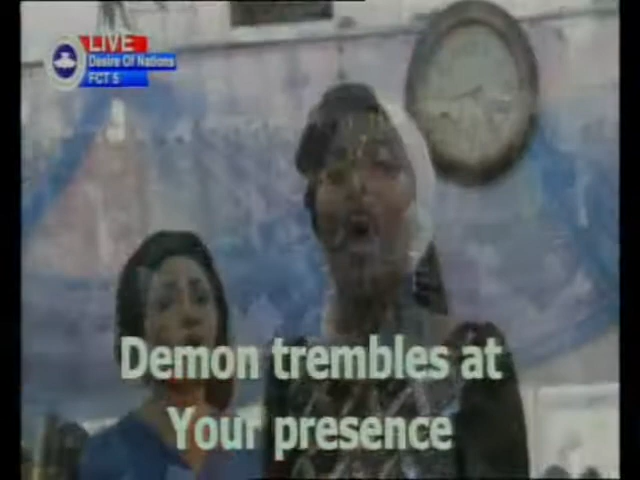 LIVE
Desire Of Nations
FCT 5
Demon trembles at
Your presence